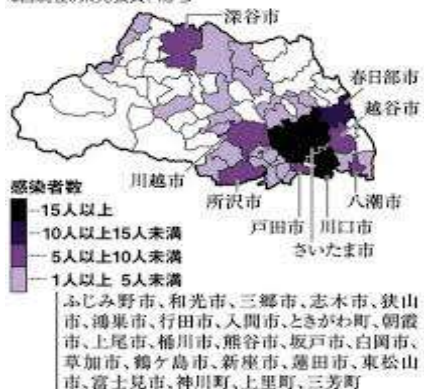 深谷市
春日部市
越谷市
川越市
所沢市
八潮市
戸田市
川口市
さいたま市
感染者数
15人以上
10人以上15人未満
5人以上10人未満
1人以上 5人未満
ふじみ野市、和光市、三郷市、志木市、狭山
市、鴻巣市、行田市、入間市、ときがわ町、朝霞
市、上尾市、桶川市、熊谷市、坂戸市、白岡市、
草加市、鶴ケ島市、新座市、蓮田市、東松山
市、富士見市、神川町、上里町、三芳町